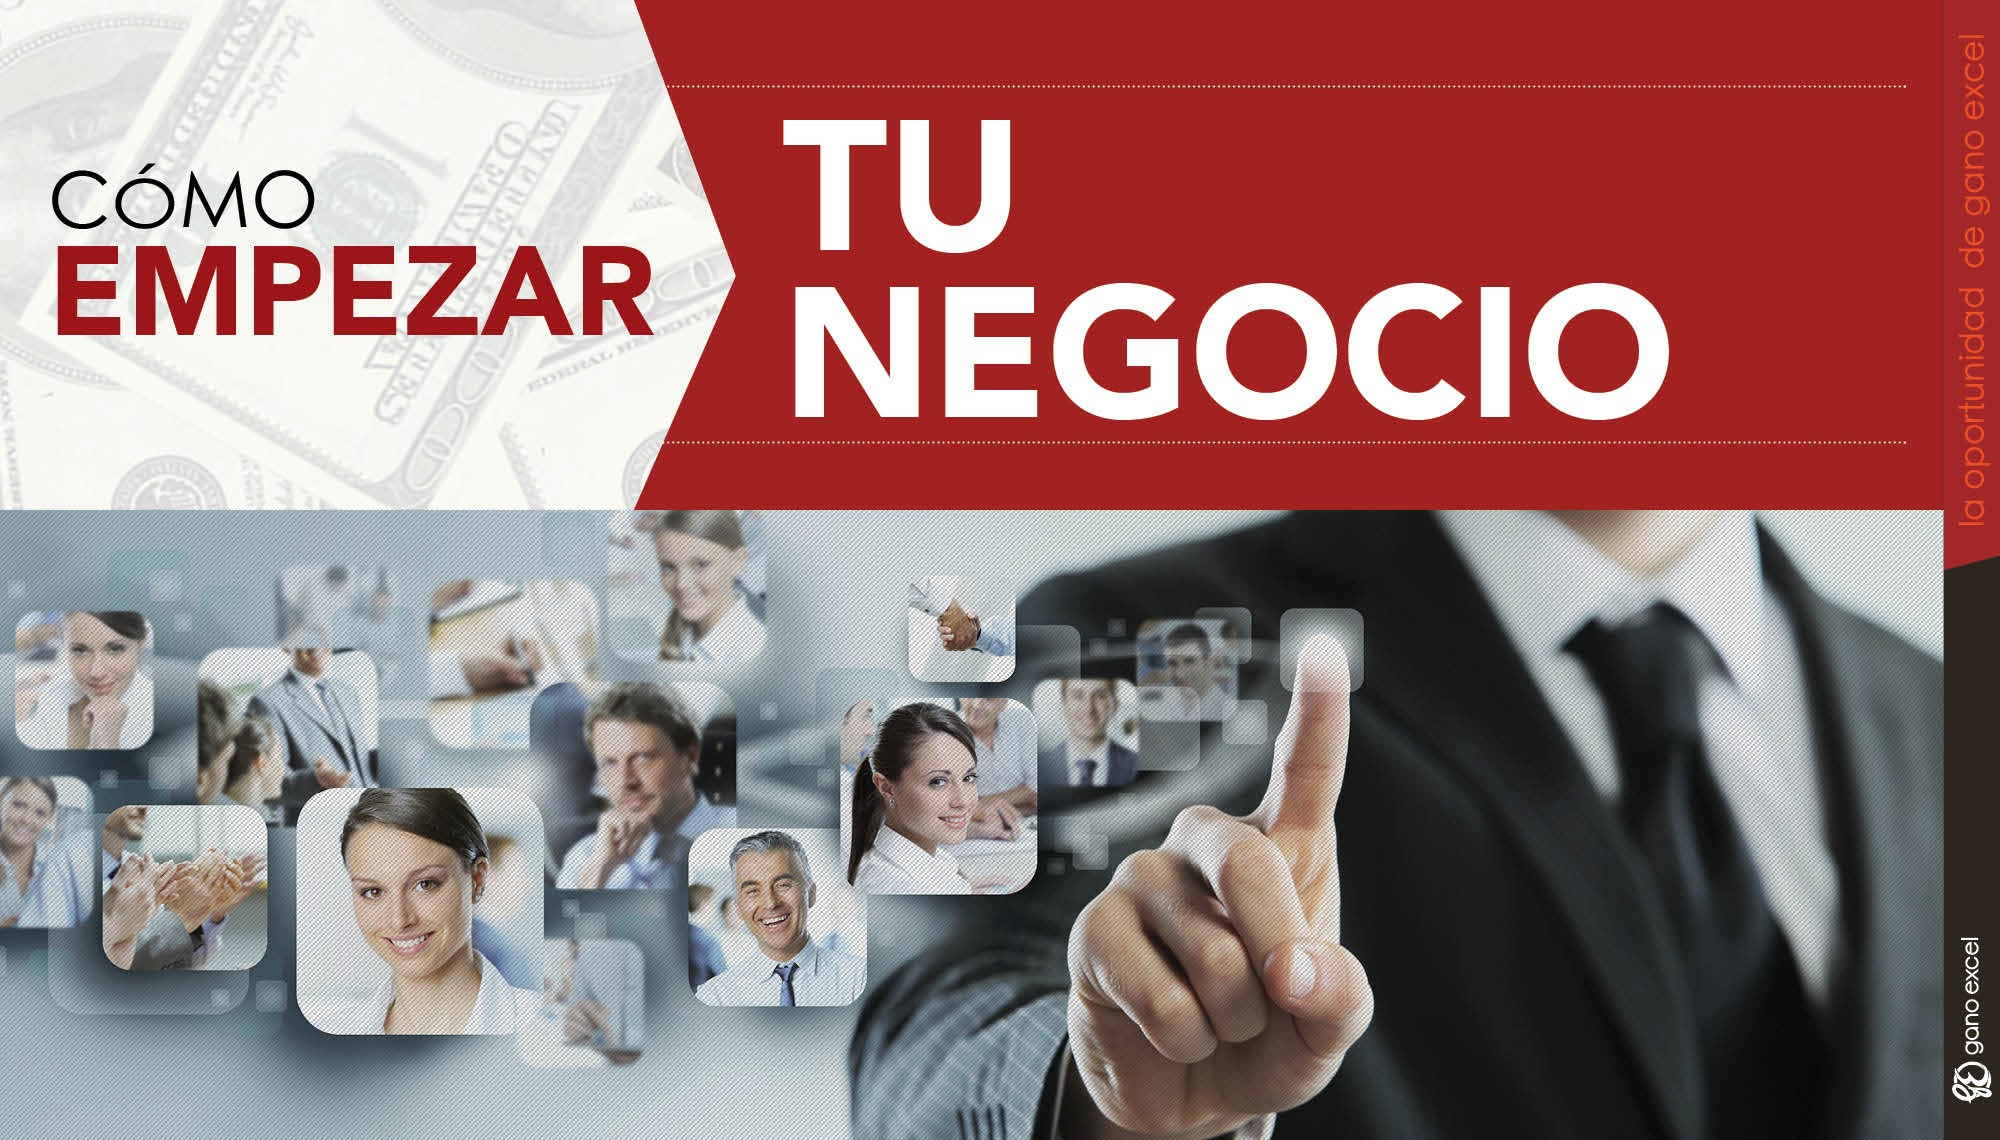 CóMO
EMPEZAR
TU
NEGOCIO
la oportunidad de gano excel
gano excel